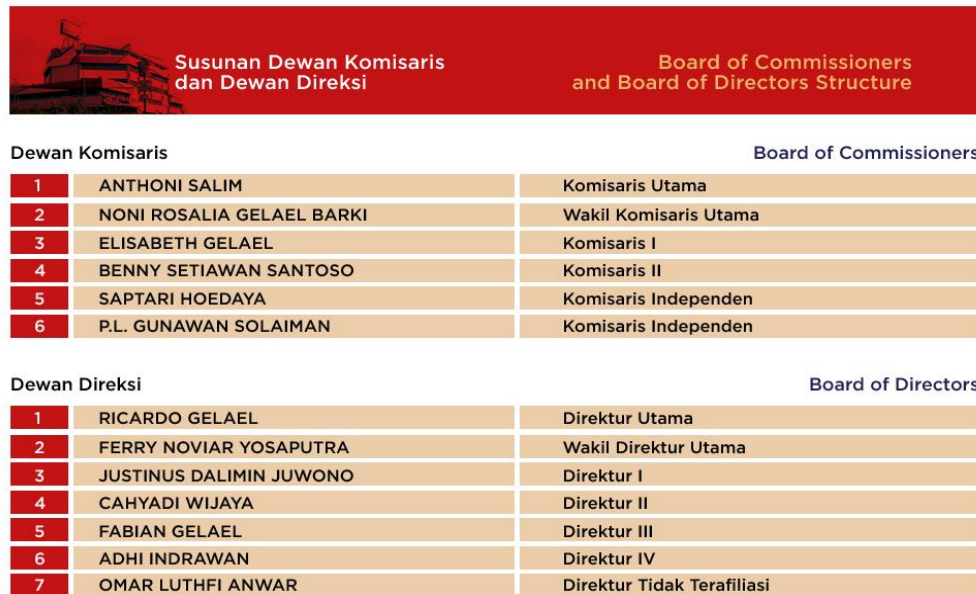 Susunan Dewan Komisaris
dan Dewan Direksi
Board of Commissioners
and Board of Directors Structure
Dewan Komisaris
Board of Commissioners
1 ANTHONI SALIM Komisaris Utama
2 NONI ROSALIA GELAEL BARKI Wakil Komisaris Utama
3 ELISABETH GELAEL Komisaris I
4 BENNY SETIAWAN SANTOSO Komisaris II
5 SAPTARI HOEDAYA Komisaris Independen
6 P.L. GUNAWAN SOLAIMAN Komisaris Independen
Dewan Direksi
Board of Directors
1 RICARDO GELAEL Direktur Utama
2 FERRY NOVIAR YOSAPUTRA Wakil Direktur Utama
3 JUSTINUS DALIMIN JUWONO Direktur I
4 CAHYADI WIJAYA Direktur II
5 FABIAN GELAEL Direktur III
6 ADHI INDRAWAN Direktur IV
7 OMAR LUTHFI ANWAR Direktur Tidak Terafiliasi